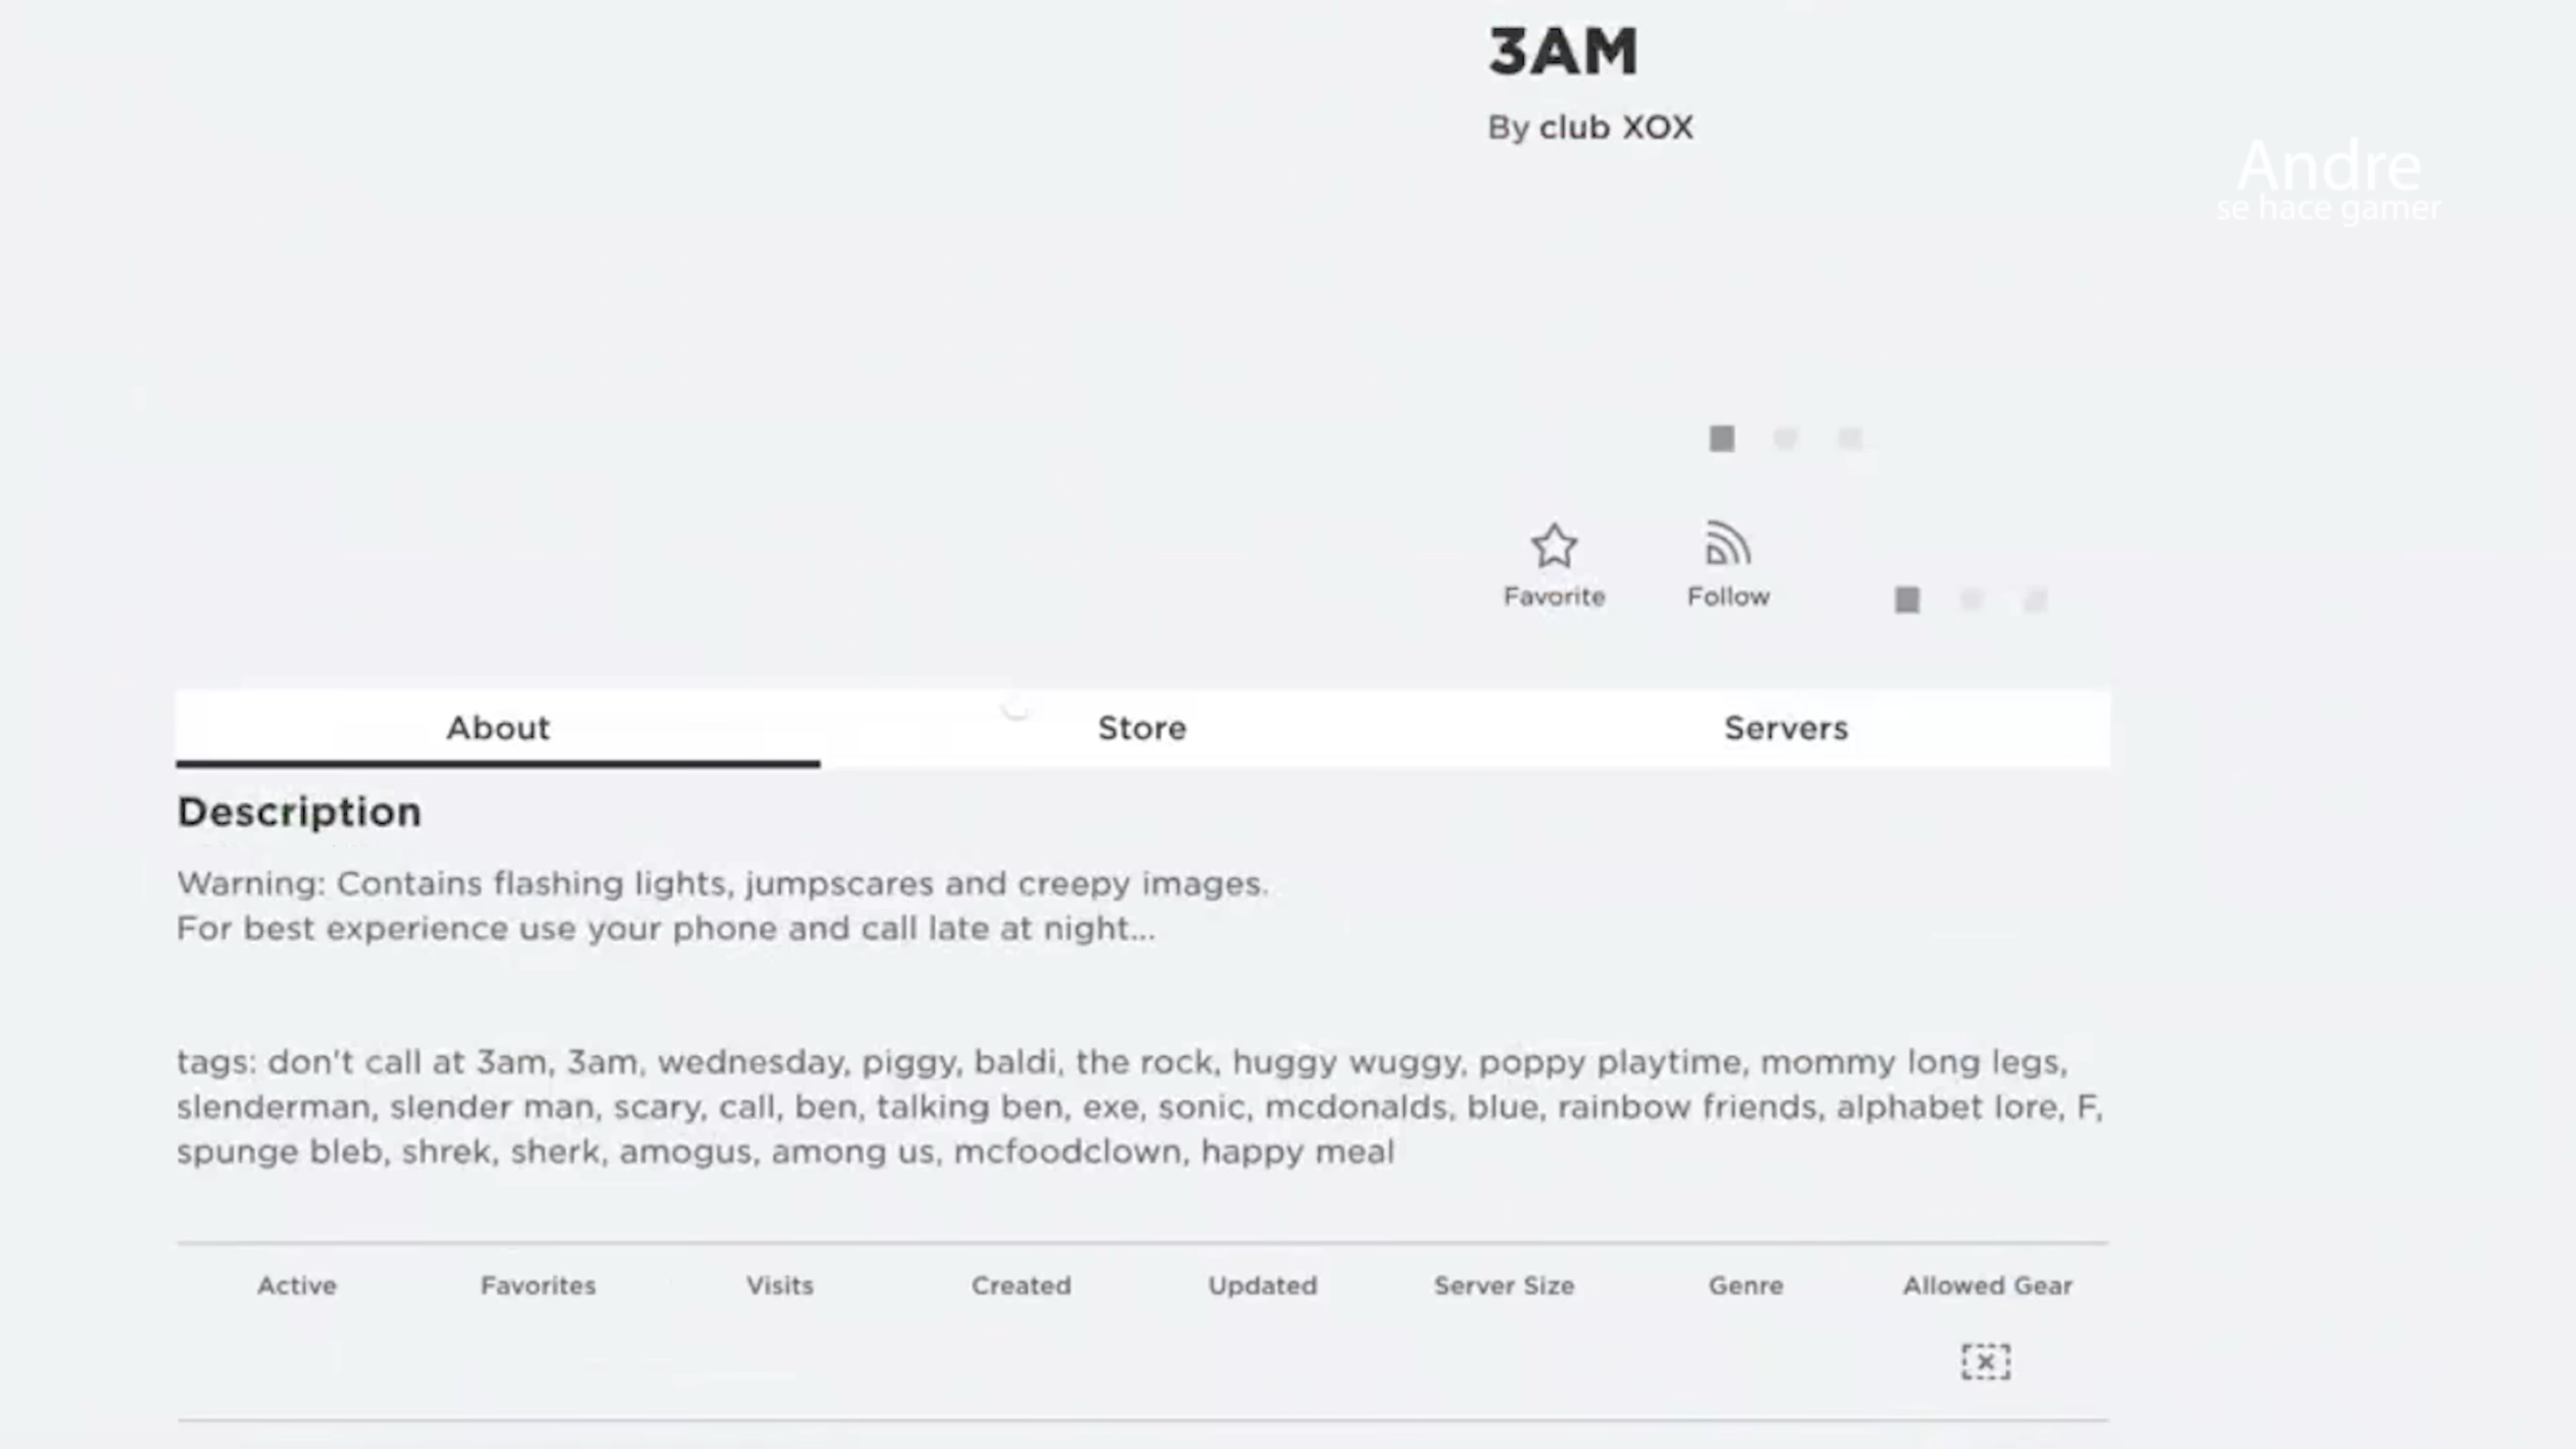 3AM
By club XOX
Andre
se hace gamer
Favorite
Follow
About
Store
Servers
Description
Warning: Contains flashing lights, jumpscares and creepy images.
For best experience use your phone and call late at night...
tags: don't call at 3am, 3am, wednesday, piggy, baldi, the rock, huggy wuggy, poppy playtime, mommy long legs,
slenderman, slender man, scary, call, ben, talking ben, exe, sonic, mcdonalds, blue, rainbow friends, alphabet lore, F,
spunge bleb, shrek, sherk, amogus, among us, mcfoodclown, happy meal
Active
Favorites
Visits
Created
Updated
Server Size
Genre
Allowed Gear